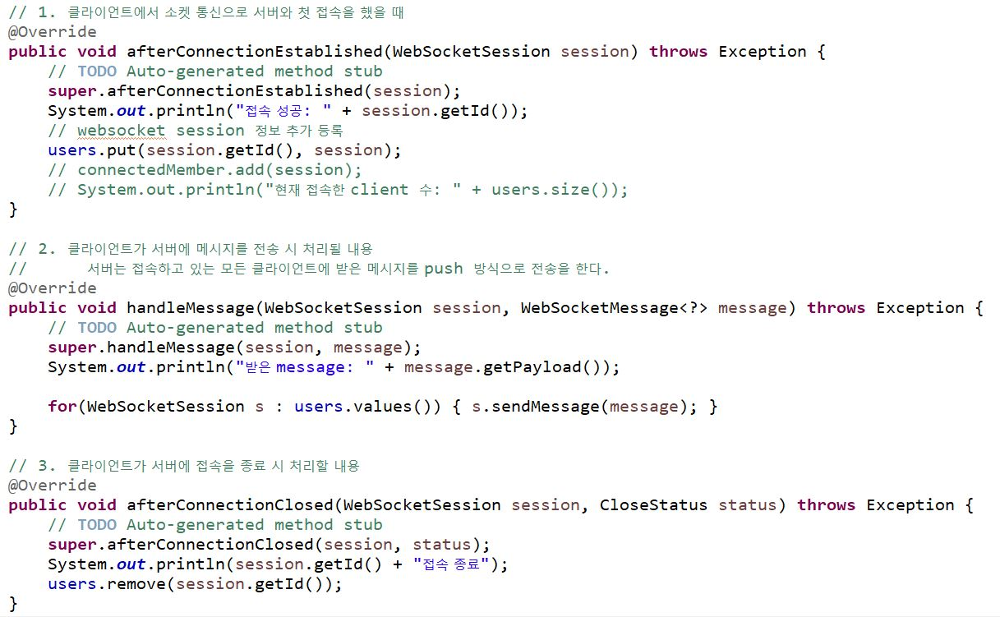 // 1. 클라이언트에서 소켓 통신으로 서버와 첫 접속을 했을 때
@Override
public void afterConnectionEstablished(WebSocketSession session) throws Exception {
    // TODO Auto-generated method stub
    super.afterConnectionEstablished(session);
    System.out.println("접속 성공: " + session.getId());
    // websocket session 정보 추가 등록
    users.put(session.getId(), session);
    // connectedMember.add(session);
    // System.out.println("현재 접속한 client 수: " + users.size());
}
// 2. 클라이언트가 서버에 메시지를 전송 시 처리될 내용
//      서버는 접속하고 있는 모든 클라이언트에 받은 메시지를 push 방식으로 전송을 한다.
@Override
public void handleMessage(WebSocketSession session, WebSocketMessage<?> message) throws Exception {
    // TODO Auto-generated method stub
    super.handleMessage(session, message);
    System.out.println("받은 message: " + message.getPayload());
    for(WebSocketSession s : users.values()) { s.sendMessage(message); }
}
// 3. 클라이언트가 서버에 접속을 종료 시 처리할 내용
@Override
public void afterConnectionClosed(WebSocketSession session, CloseStatus status) throws Exception {
    // TODO Auto-generated method stub
    super.afterConnectionClosed(session, status);
    System.out.println(session.getId() + "접속 종료");
    users.remove(session.getId());
}